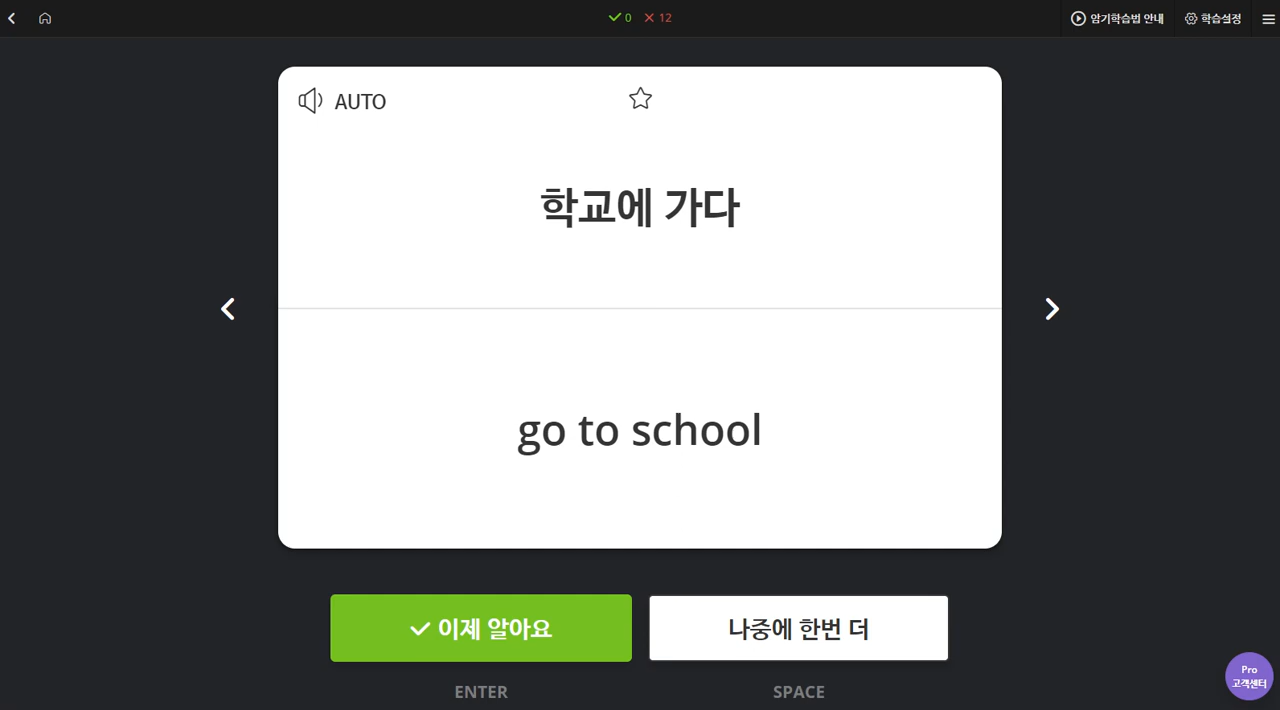 0 12
암기학습법 안내
학습설정
AUTO
학교에 가다
go to school
이제 알아요
나중에 한번 더
ENTER
SPACE
Pro
고객센터